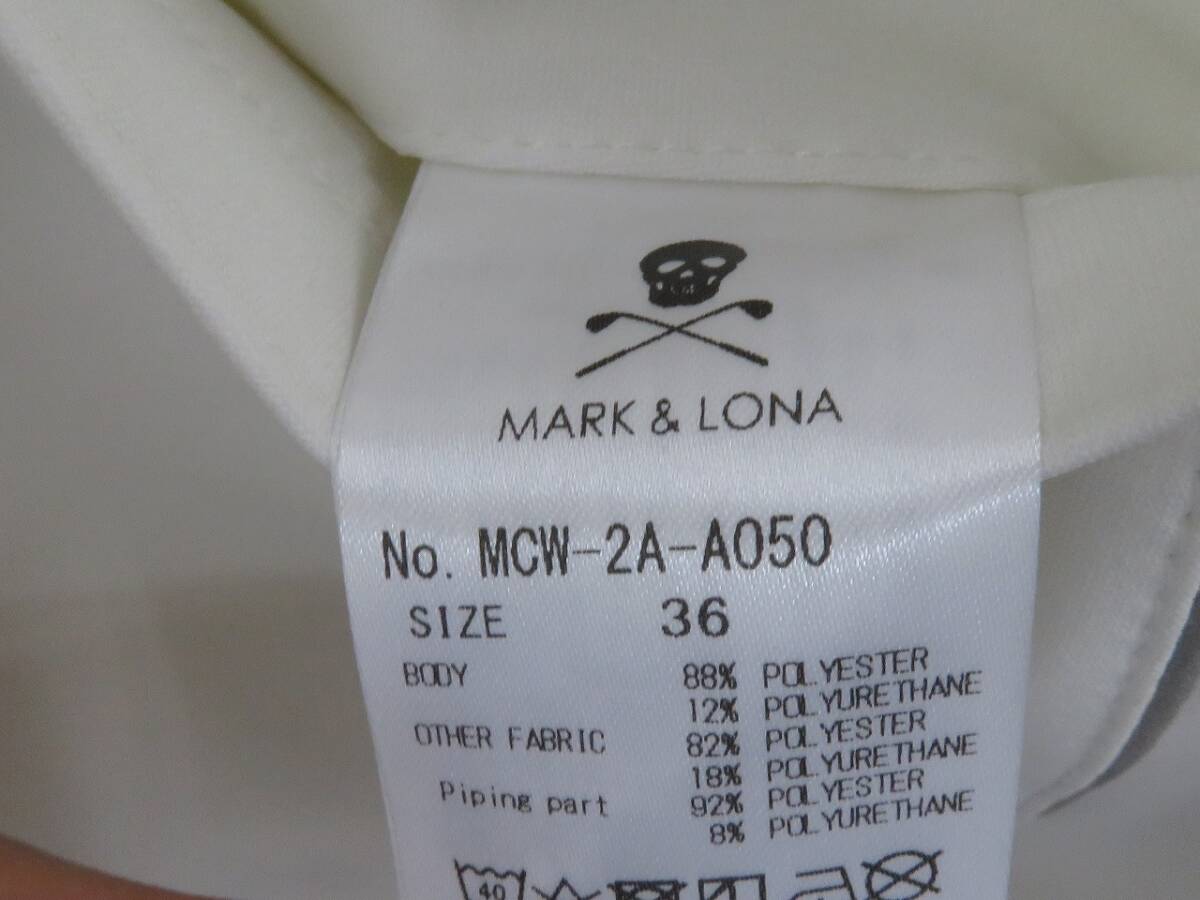 MARK & LONA
No. MCW-2A-A050
SIZE 36
BODY 88% POLYESTER
12% POLYURETHANE
OTHER FABRIC 82% POLYESTER
18% POLYURETHANE
Piping part 92% POLYESTER
8% POLYURETHANE
40